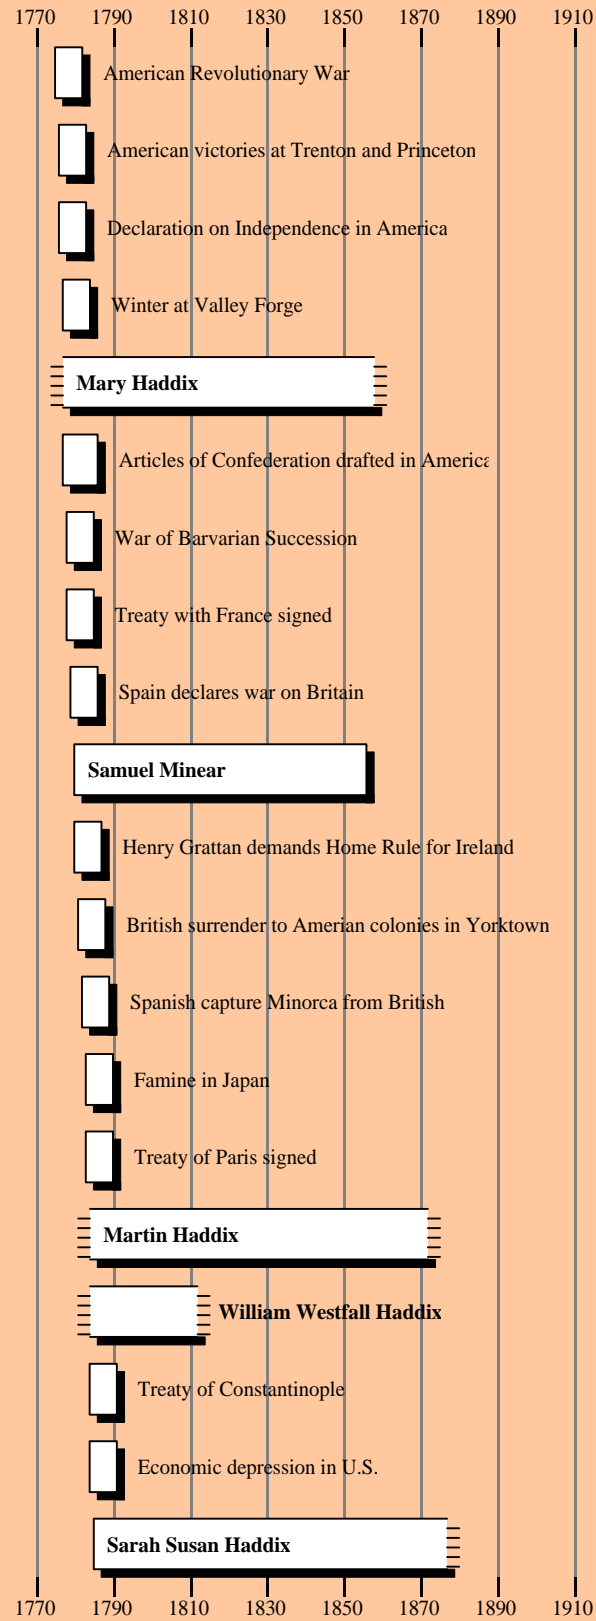 1770 1790 1810 1830 1850 1870 1890 1910
American Revolutionary War
American victories at Trenton and Princeton
Declaration on Independence in America
Winter at Valley Forge
Mary Haddix
Articles of Confederation drafted in America
War of Barvarian Succession
Treaty with France signed
Spain declares war on Britain
Samuel Minear
Henry Grattan demands Home Rule for Ireland
British surrender to Amerian colonies in Yorktown
Spanish capture Minorca from British
Famine in Japan
Treaty of Paris signed
Martin Haddix
William Westfall Haddix
Treaty of Constantinople
Economic depression in U.S.
Sarah Susan Haddix
1770 1790 1810 1830 1850 1870 1890 1910